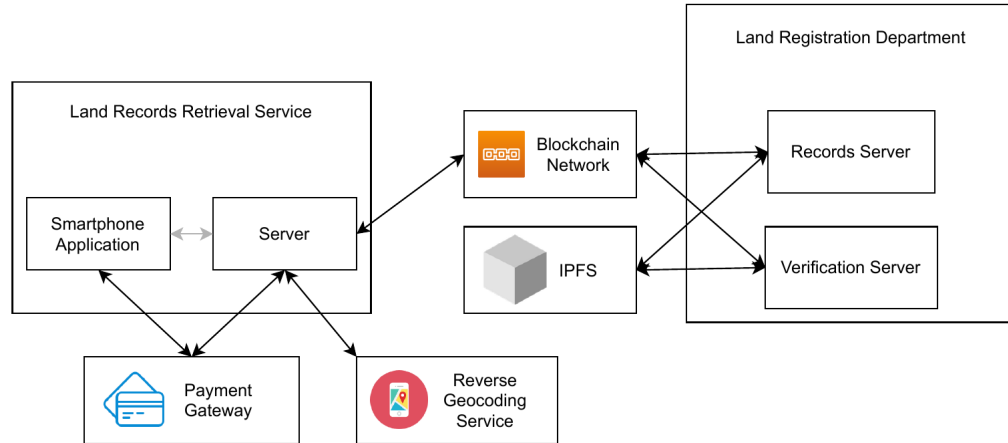 Land Registration Department
Land Records Retrieval Service
Blockchain
Network
Records Server
Smartphone
Application
Server
IPFS
Verification Server
Payment
Gateway
Reverse
Geocoding
Service